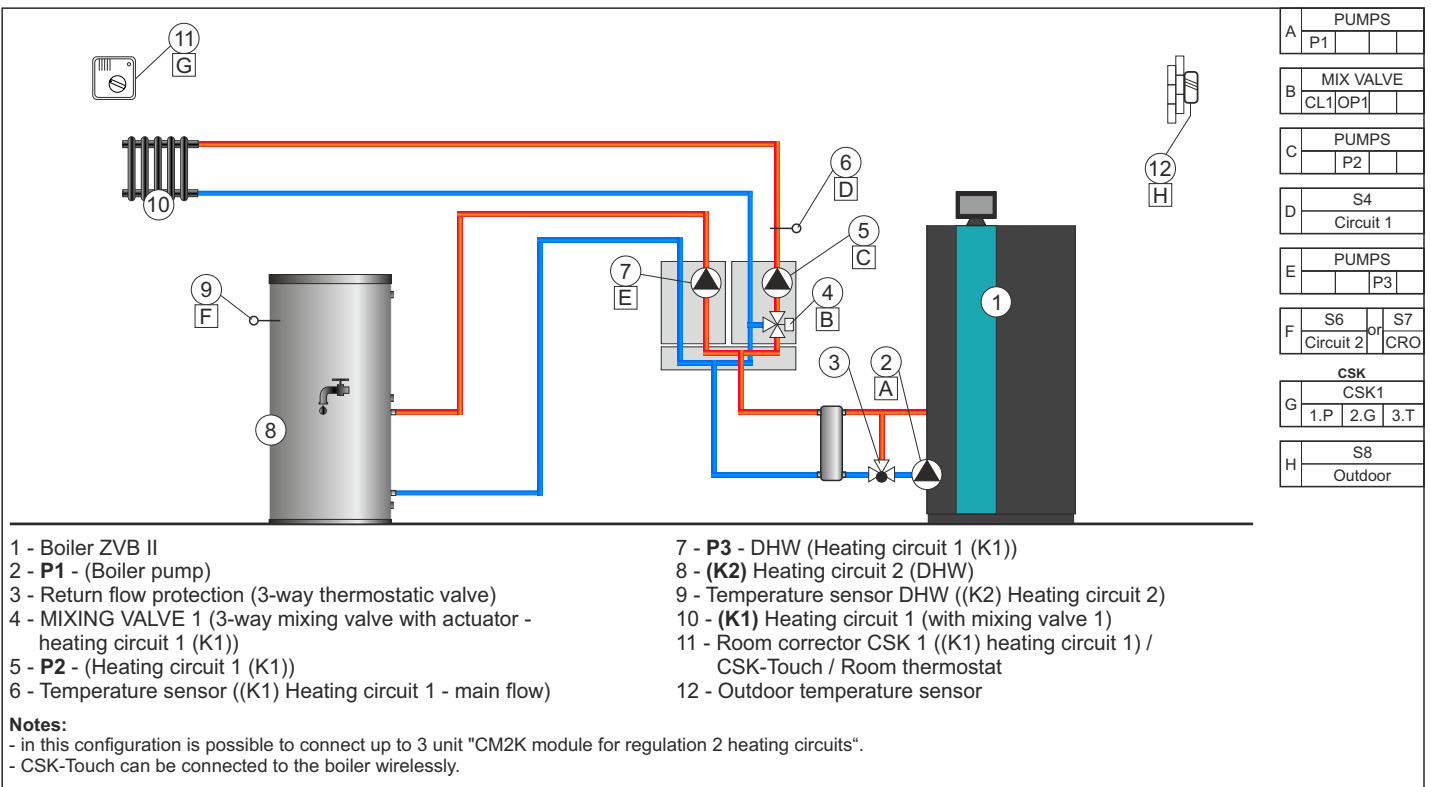 11
G
6
D
5
C
7
E
4
B
12
H
9
F
10
1
3
2
A
8
A
PUMPS
P1
B
MIX VALVE
CL1 OP1
C
PUMPS
P2
D
S4
Circuit 1
E
PUMPS
P3
F
S6 or S7
Circuit 2 CRO
CSK
G
CSK1
1.P 2.G 3.T
H
S8
Outdoor
1 - Boiler ZVB II
2 - P1 - (Boiler pump)
3 - Return flow protection (3-way thermostatic valve)
4 - MIXING VALVE 1 (3-way mixing valve with actuator -
heating circuit 1 (K1))
5 - P2 - (Heating circuit 1 (K1))
6 - Temperature sensor ((K1) Heating circuit 1 - main flow)
7 - P3 - DHW (Heating circuit 1 (K1))
8 - (K2) Heating circuit 2 (DHW)
9 - Temperature sensor DHW ((K2) Heating circuit 2)
10 - (K1) Heating circuit 1 (with mixing valve 1)
11 - Room corrector CSK 1 ((K1) heating circuit 1) /
CSK-Touch / Room thermostat
12 - Outdoor temperature sensor
Notes:
- in this configuration is possible to connect up to 3 unit "CM2K module for regulation 2 heating circuits“.
- CSK-Touch can be connected to the boiler wirelessly.